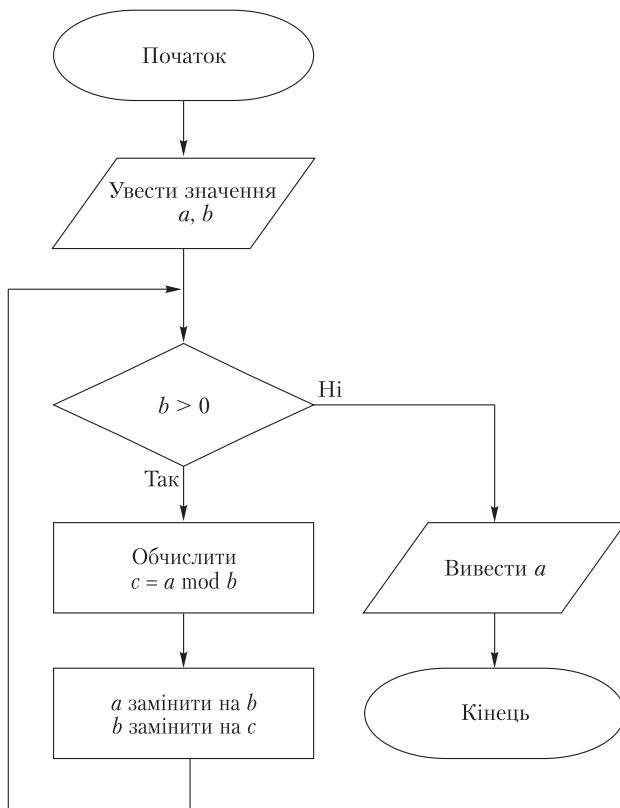 Початок
Увести значення
a, b
b > 0
Ні
Так
Обчислити
c = a mod b
Вивести a
a замінити на b
b замінити на c
Кінець